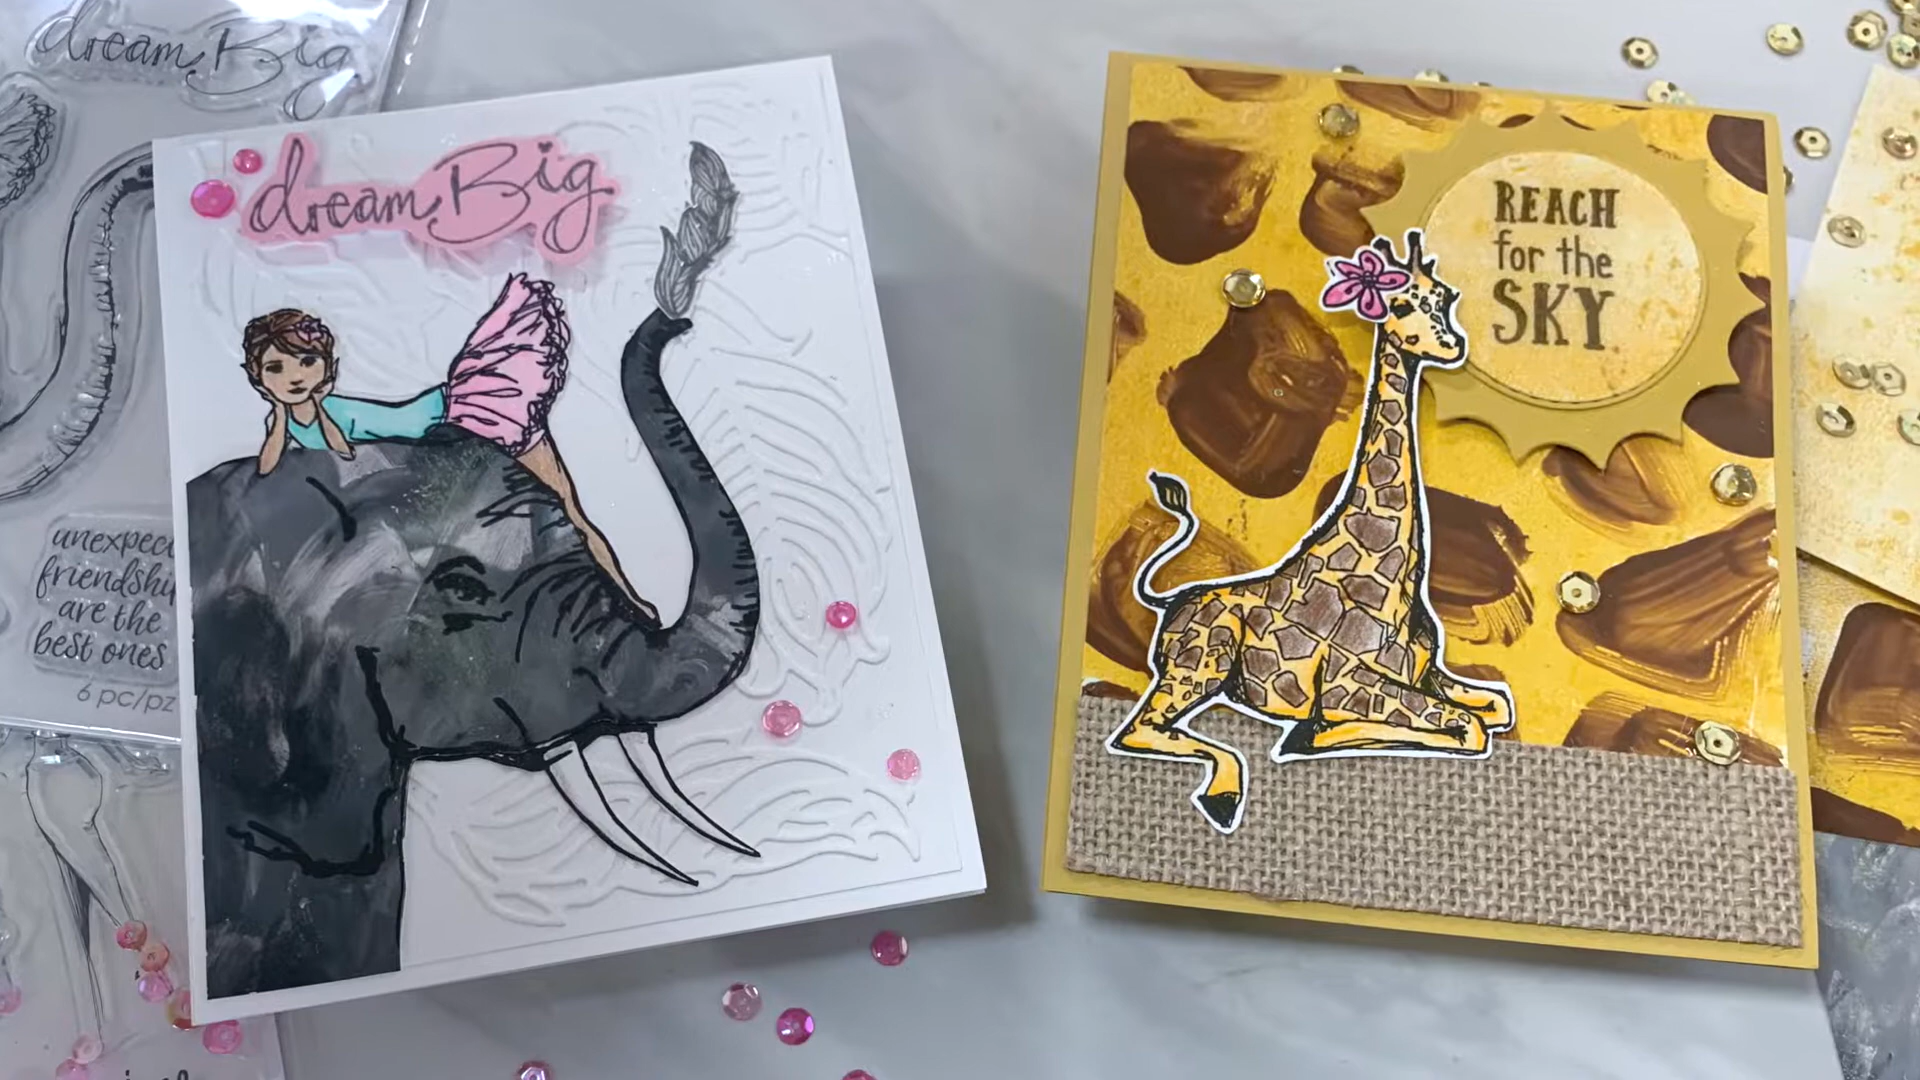 dream Big
dream Big
unexpec
friendshi
are the
best ones
6 pc/pz
REACH
for the
SKY